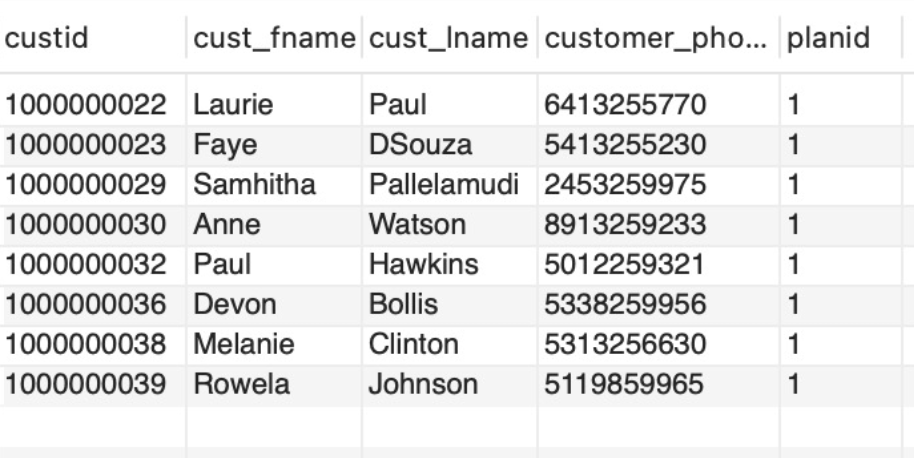 custid cust_fname cust_lname customer_pho... planid
1000000022 Laurie Paul 6413255770 1
1000000023 Faye DSouza 5413255230 1
1000000029 Samhitha Pallelamudi 2453259975 1
1000000030 Anne Watson 8913259233 1
1000000032 Paul Hawkins 5012259321 1
1000000036 Devon Bollis 5338259956 1
1000000038 Melanie Clinton 5313256630 1
1000000039 Rowela Johnson 5119859965 1